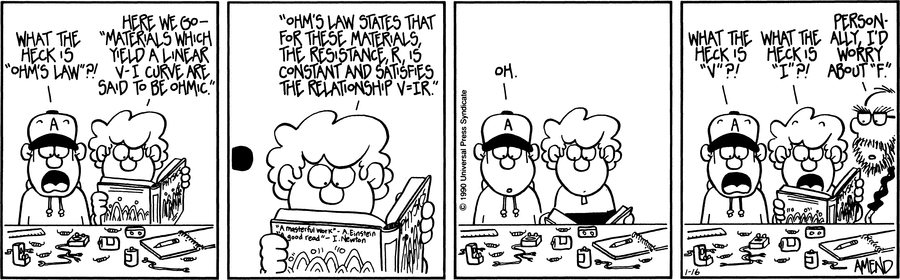 WHAT THE
HECK IS
"OHM'S LAW"?!
HERE WE GO—
"MATERIALS WHICH
YIELD A LINEAR
V-I CURVE ARE
SAID TO BE OHMIC."
A
"OHM'S LAW STATES THAT
FOR THESE MATERIALS,
THE RESISTANCE, R, IS
CONSTANT AND SATISFIES
THE RELATIONSHIP V=IR."
"A masterful work" - A. Einstein
"A good read" - I. Newton
OH.
A
© 1990 Universal Press Syndicate
WHAT THE
HECK IS
"V"?!
WHAT THE
HECK IS
"I"?!
PERSON-
ALLY, I'D
WORRY
ABOUT "F."
A
1-16
AMEND